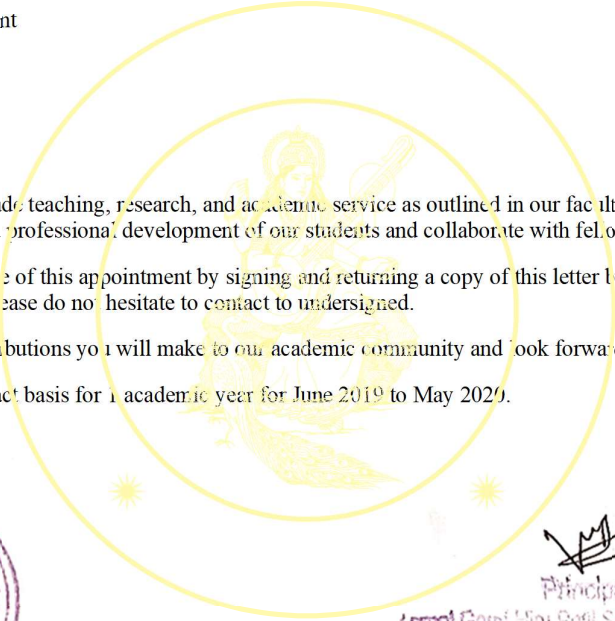 nt
de teaching, research, and academic service as outlined in our facult
professional development of our students and collaborate with fello
e of this appointment by signing and returning a copy of this letter b
ease do not hesitate to contact to undersigned.
butions you will make to our academic community and look forwar
ct basis for 1 academic year for June 2019 to May 2020.
Princip